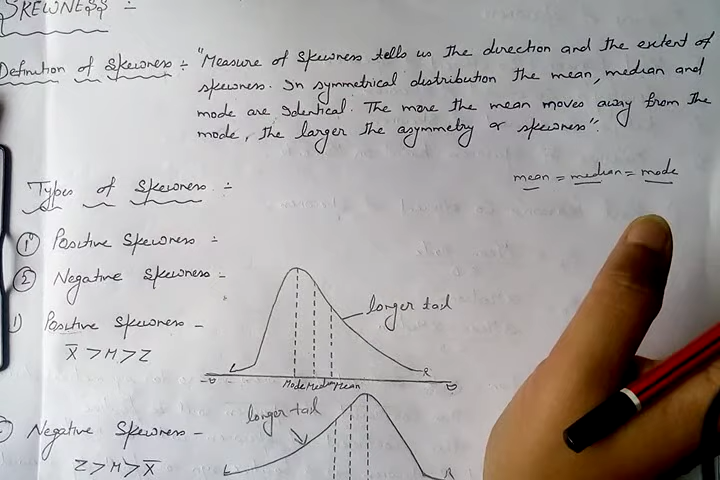 SKEWNESS :-
Definition of Skewness :- "Measure of Skewness tells us the direction and the extent of
skewness. In symmetrical distribution the mean, median and
mode are Identical. The more the mean moves away from the
mode, the larger the asymmetry or skewness".
mean = median = mode
Types of Skewness :-
1 Positive Skewness :-
2 Negative Skewness :-
1) Positive Skewness -
longer tail
X̄ > M > Z
L R
Mode Median Mean
Negative Skewness -
longer tail
Z > M > X̄
L R